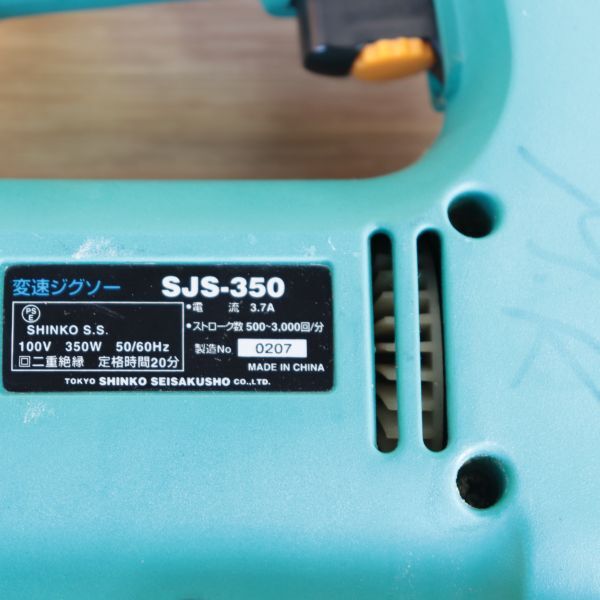 変速ジグソー SJS-350
PS E
SHINKO S.S.
100V 350W 50/60Hz
回二重絶縁 定格時間20分
•電流 3.7A
•ストローク数 500~3,000回/分
製造No 0207
MADE IN CHINA
TOKYO SHINKO SEISAKUSHO CO.,LTD.